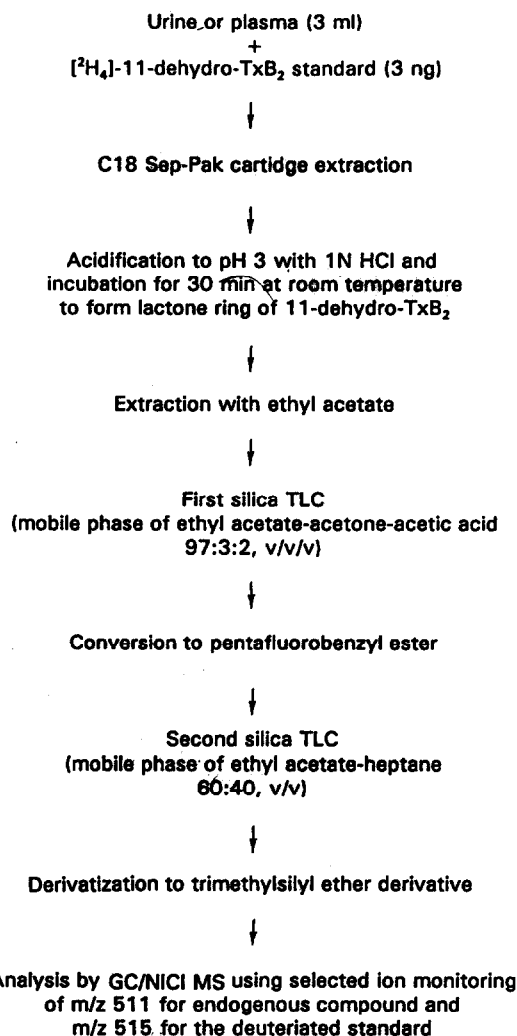 Urine or plasma (3 ml)
+
[²H₄]-11-dehydro-TxB₂ standard (3 ng)
C18 Sep-Pak cartidge extraction
Acidification to pH 3 with 1N HCl and
incubation for 30 min at room temperature
to form lactone ring of 11-dehydro-TxB₂
Extraction with ethyl acetate
First silica TLC
(mobile phase of ethyl acetate-acetone-acetic acid
97:3:2, v/v/v)
Conversion to pentafluorobenzyl ester
Second silica TLC
(mobile phase of ethyl acetate-heptane
60:40, v/v)
Derivatization to trimethylsilyl ether derivative
Analysis by GC/NICI MS using selected ion monitoring
of m/z 511 for endogenous compound and
m/z 515 for the deuteriated standard